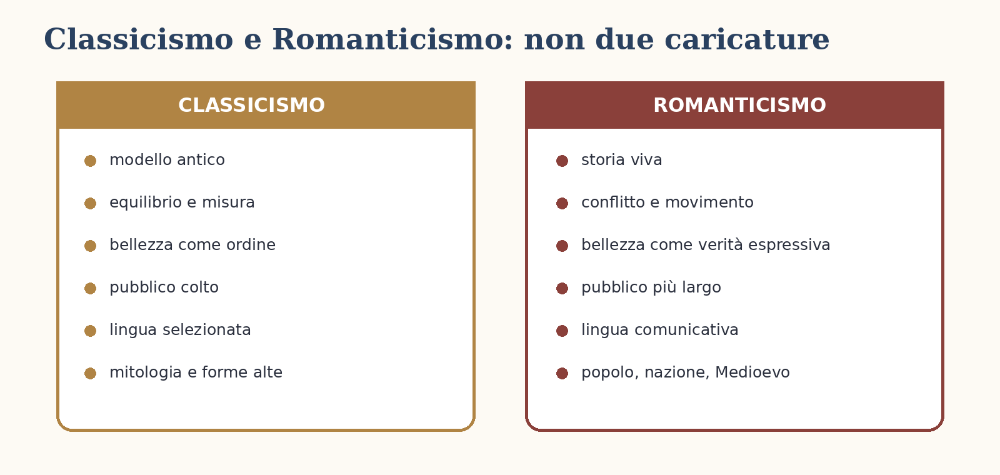 Classicismo e Romanticismo: non due caricature
CLASSICISMO
modello antico
equilibrio e misura
bellezza come ordine
pubblico colto
lingua selezionata
mitologia e forme alte
ROMANTICISMO
storia viva
conflitto e movimento
bellezza come verità espressiva
pubblico più largo
lingua comunicativa
popolo, nazione, Medioevo